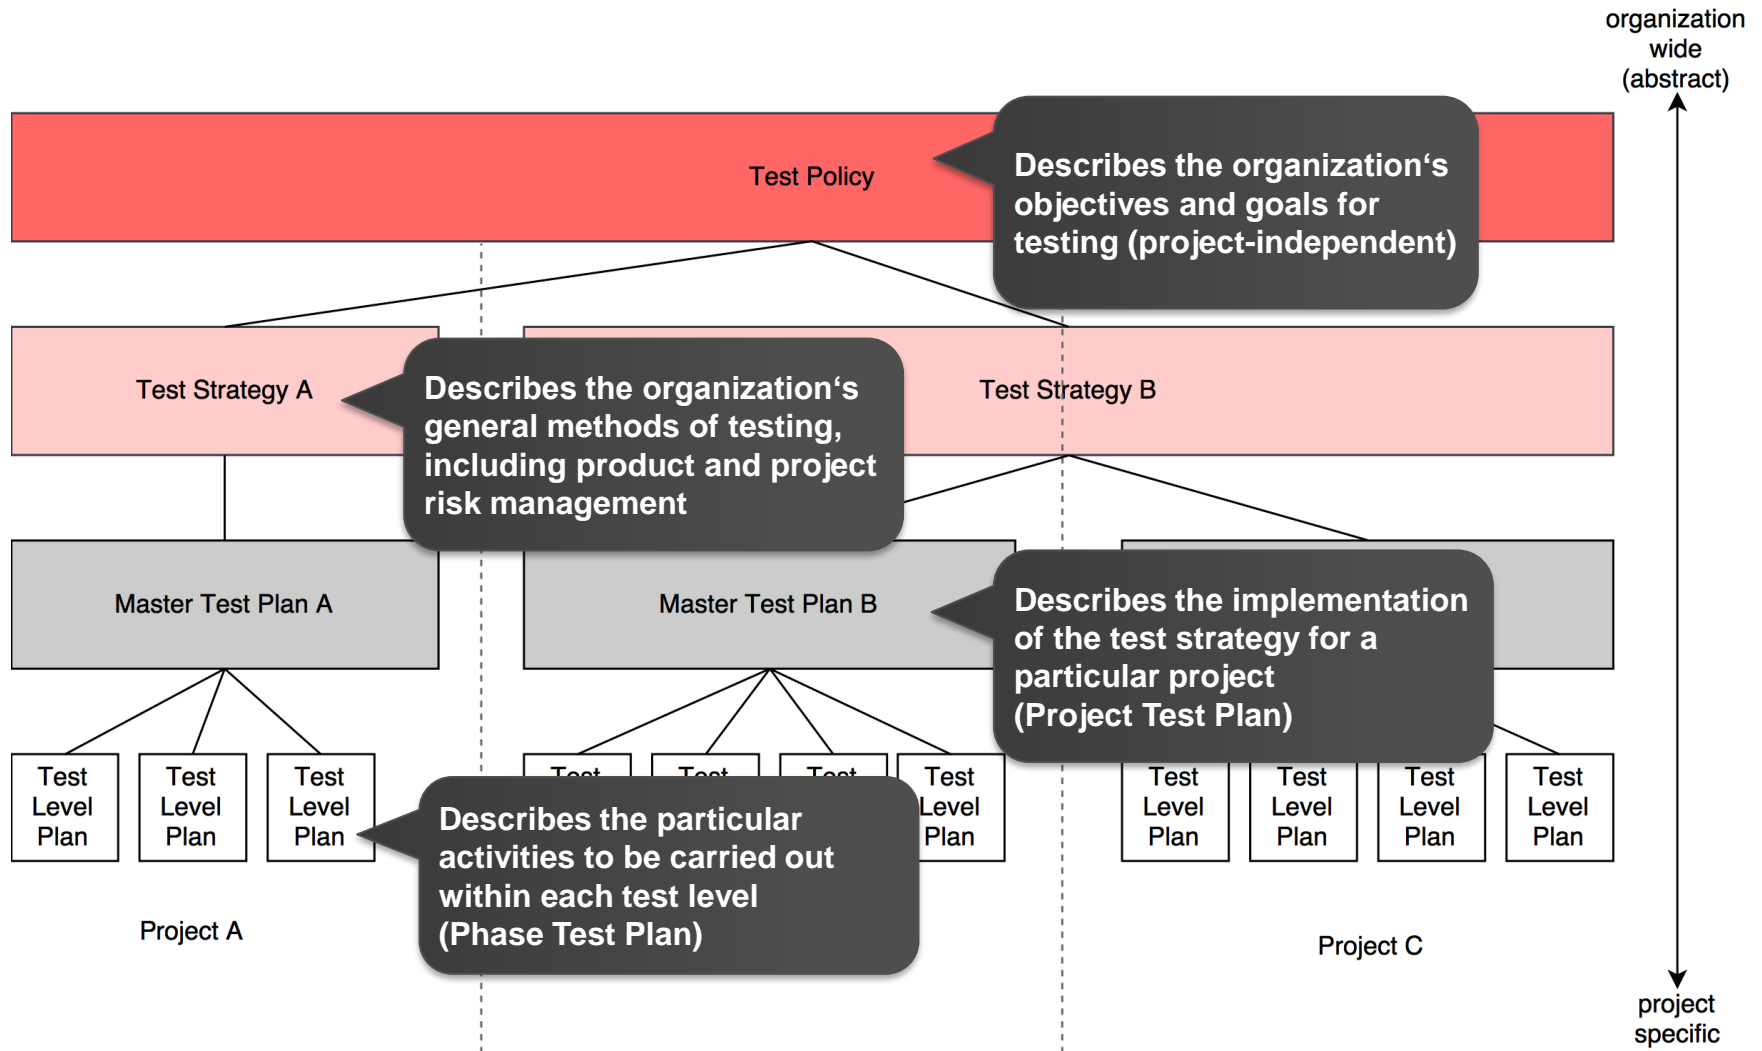 organization
wide
(abstract)
Test Policy
Describes the organization‘s
objectives and goals for
testing (project-independent)
Test Strategy A
Describes the organization‘s
general methods of testing,
including product and project
risk management
Test Strategy B
Master Test Plan A
Master Test Plan B
Describes the implementation
of the test strategy for a
particular project
(Project Test Plan)
Test
Level
Plan
Test
Level
Plan
Test
Level
Plan
Test
Test
Test
Test
Level
Plan
Test
Level
Plan
Test
Level
Plan
Test
Level
Plan
Test
Level
Plan
Describes the particular
activities to be carried out
within each test level
(Phase Test Plan)
Project A
Project C
project
specific